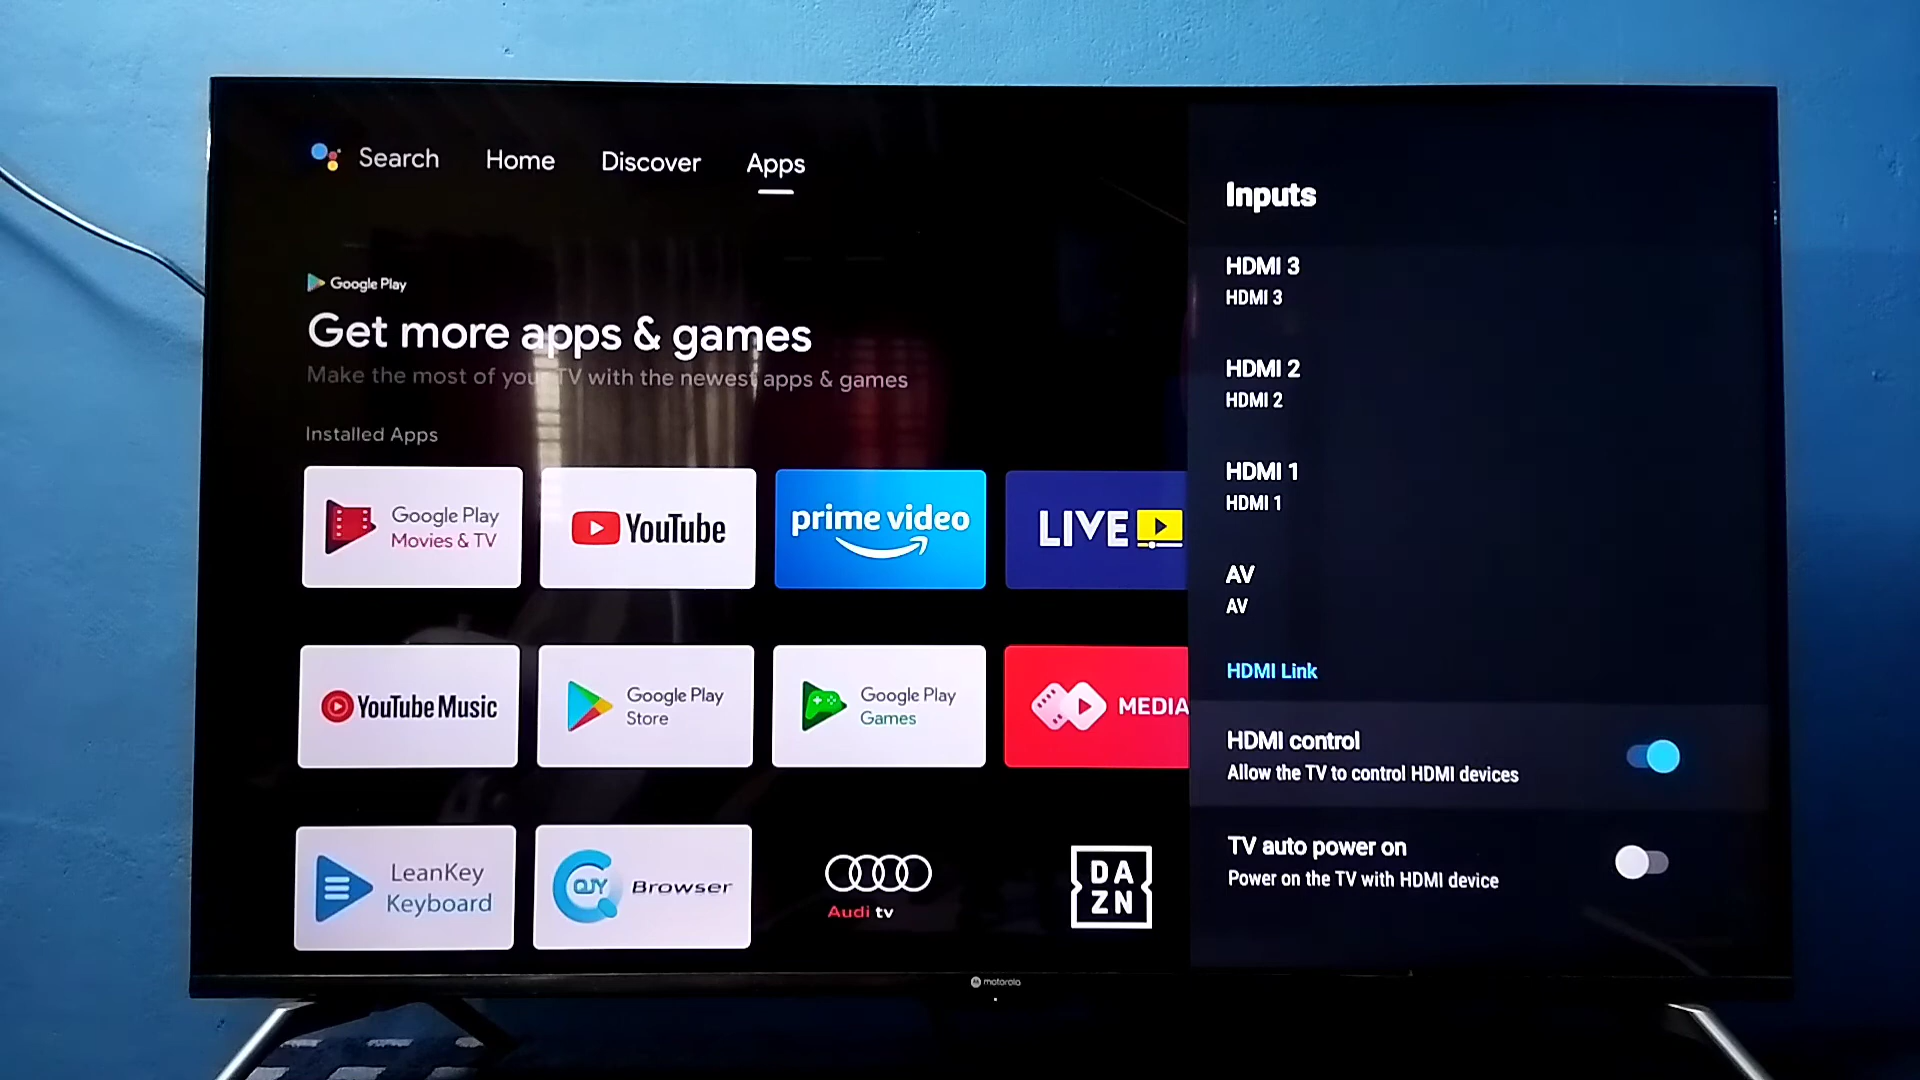 Search Home Discover Apps
Google Play
Get more apps & games
Make the most of your TV with the newest apps & games
Installed Apps
Google Play
Movies & TV
YouTube
prime video
LIVE
YouTube Music
Google Play
Store
Google Play
Games
MEDIA
LeanKey
Keyboard
QJY Browser
Audi tv
DA
ZN
Inputs
HDMI 3
HDMI 3
HDMI 2
HDMI 2
HDMI 1
HDMI 1
AV
AV
HDMI Link
HDMI control
Allow the TV to control HDMI devices
TV auto power on
Power on the TV with HDMI device
motorola